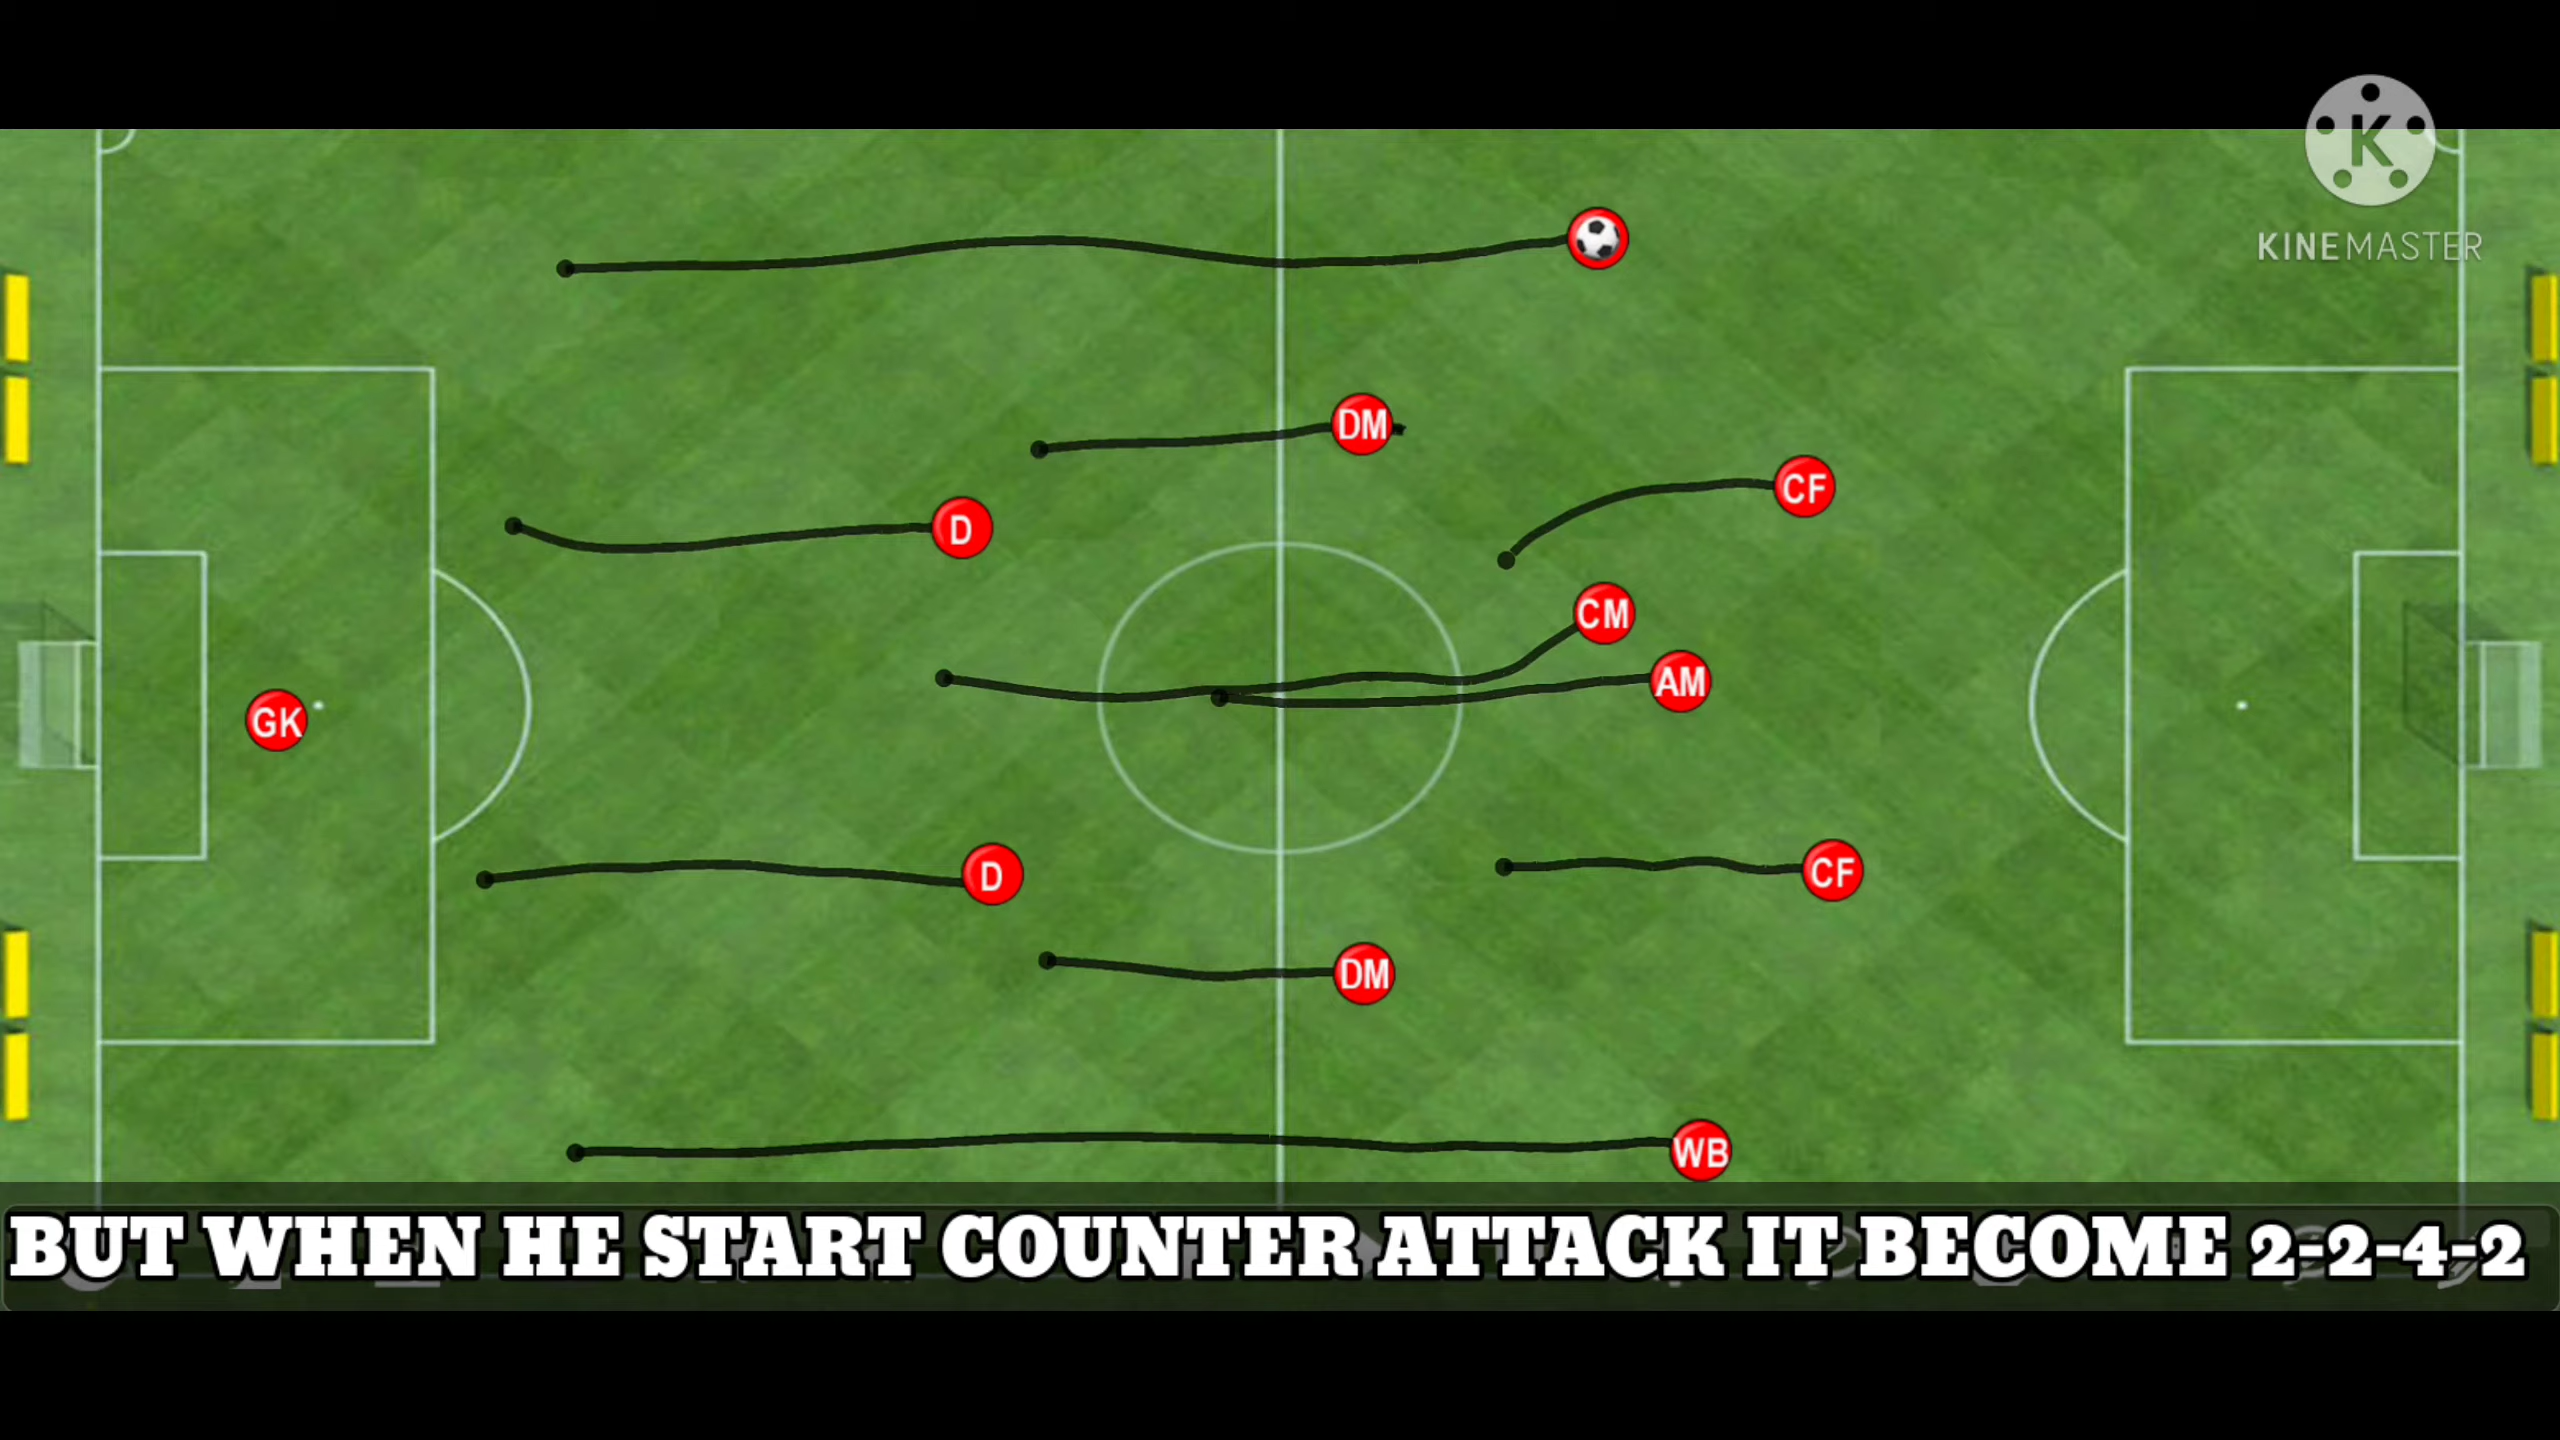 K
KINEMASTER
DM
CF
D
CM
AM
GK
D
CF
DM
WB
BUT WHEN HE START COUNTER ATTACK IT BECOME 2-2-4-2